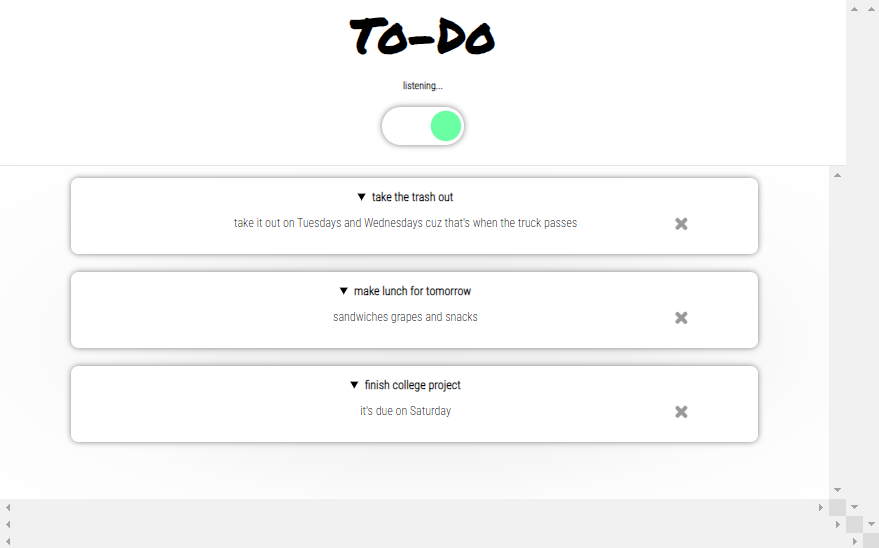 To-Do
listening...
take the trash out
take it out on Tuesdays and Wednesdays cuz that's when the truck passes
make lunch for tomorrow
sandwiches grapes and snacks
finish college project
it's due on Saturday